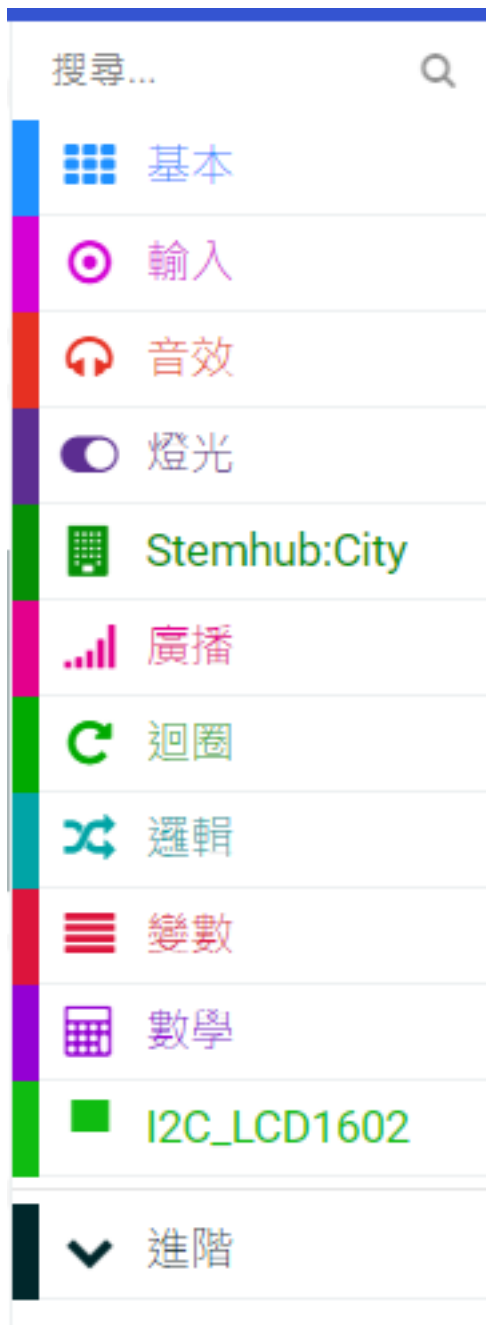 搜尋...
基本
輸入
音效
燈光
Stemhub:City
廣播
迴圈
邏輯
變數
數學
I2C_LCD1602
進階